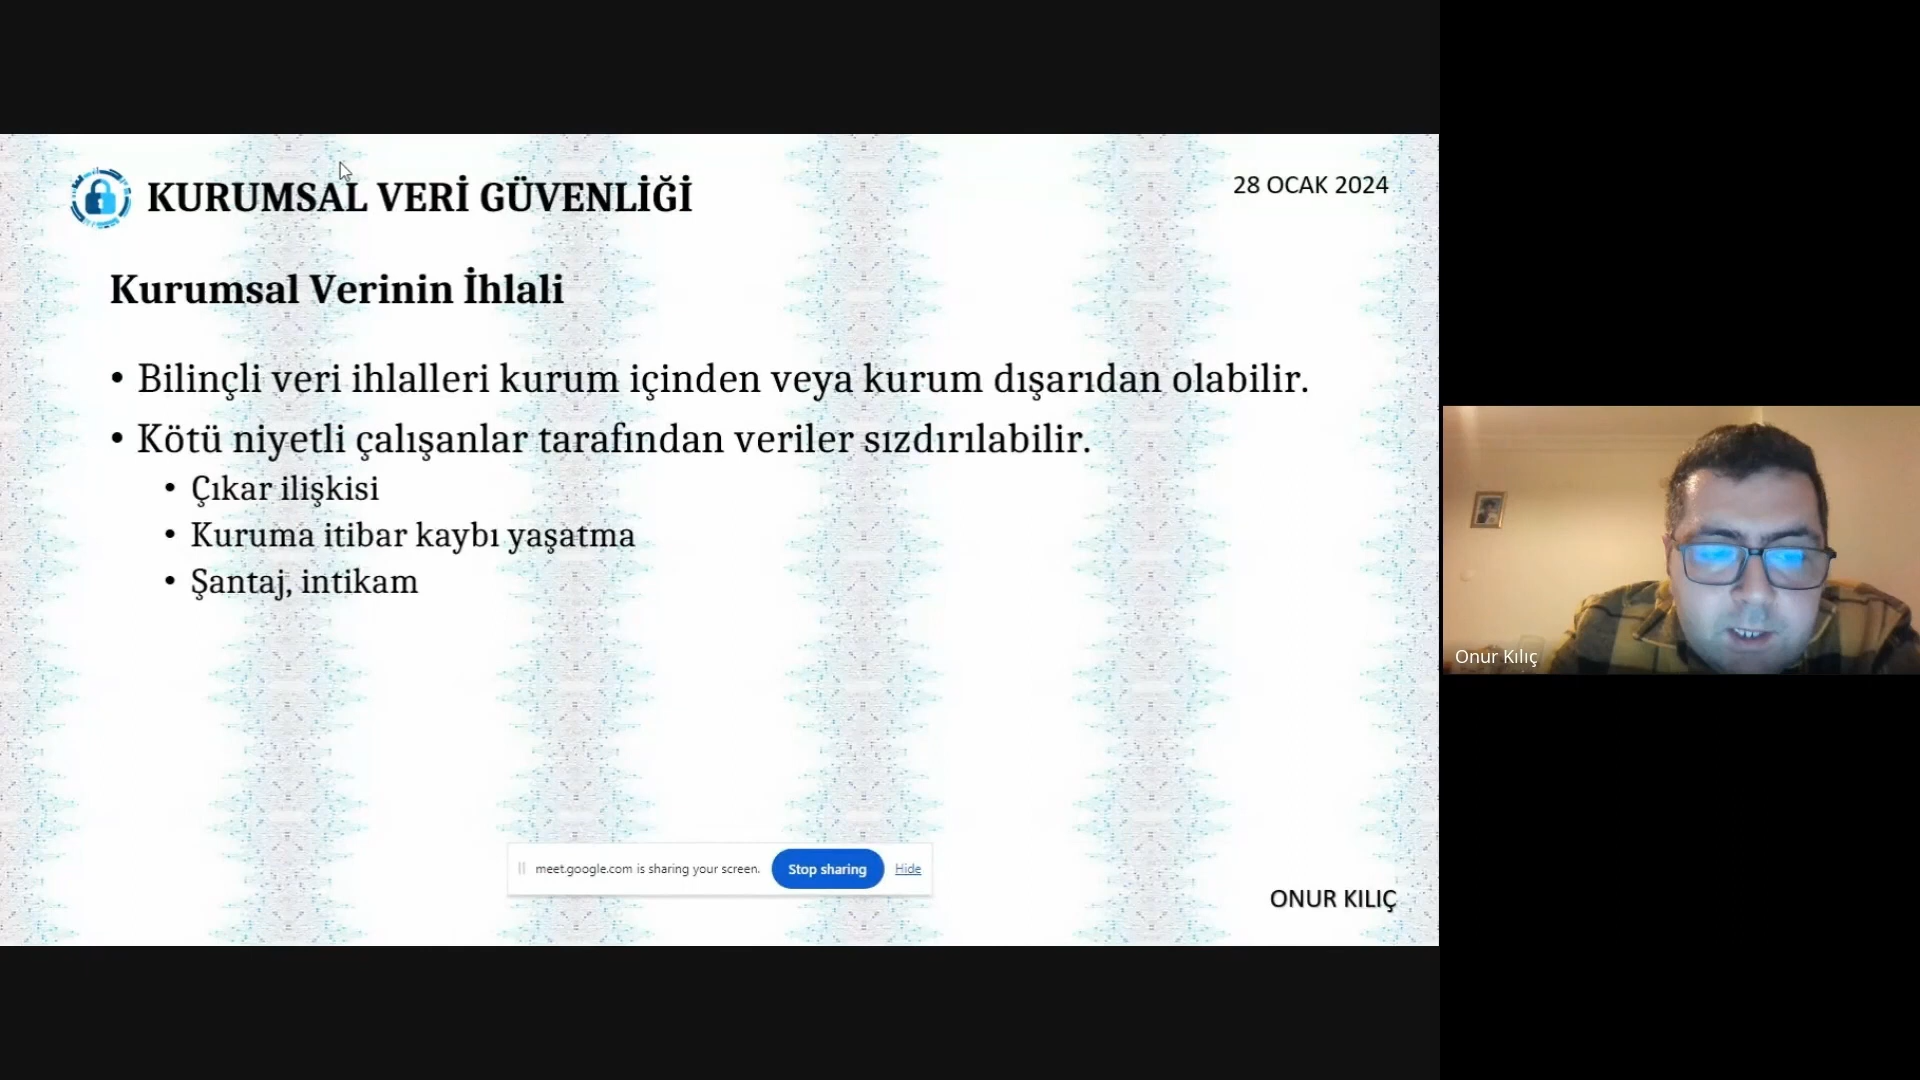 KURUMSAL VERİ GÜVENLİĞİ
28 OCAK 2024
Kurumsal Verinin İhlali
• Bilinçli veri ihlalleri kurum içinden veya kurum dışarıdan olabilir.
• Kötü niyetli çalışanlar tarafından veriler sızdırılabilir.
• Çıkar ilişkisi
• Kuruma itibar kaybı yaşatma
• Şantaj, intikam
Onur Kılıç
meet.google.com is sharing your screen. Stop sharing Hide
ONUR KILIÇ